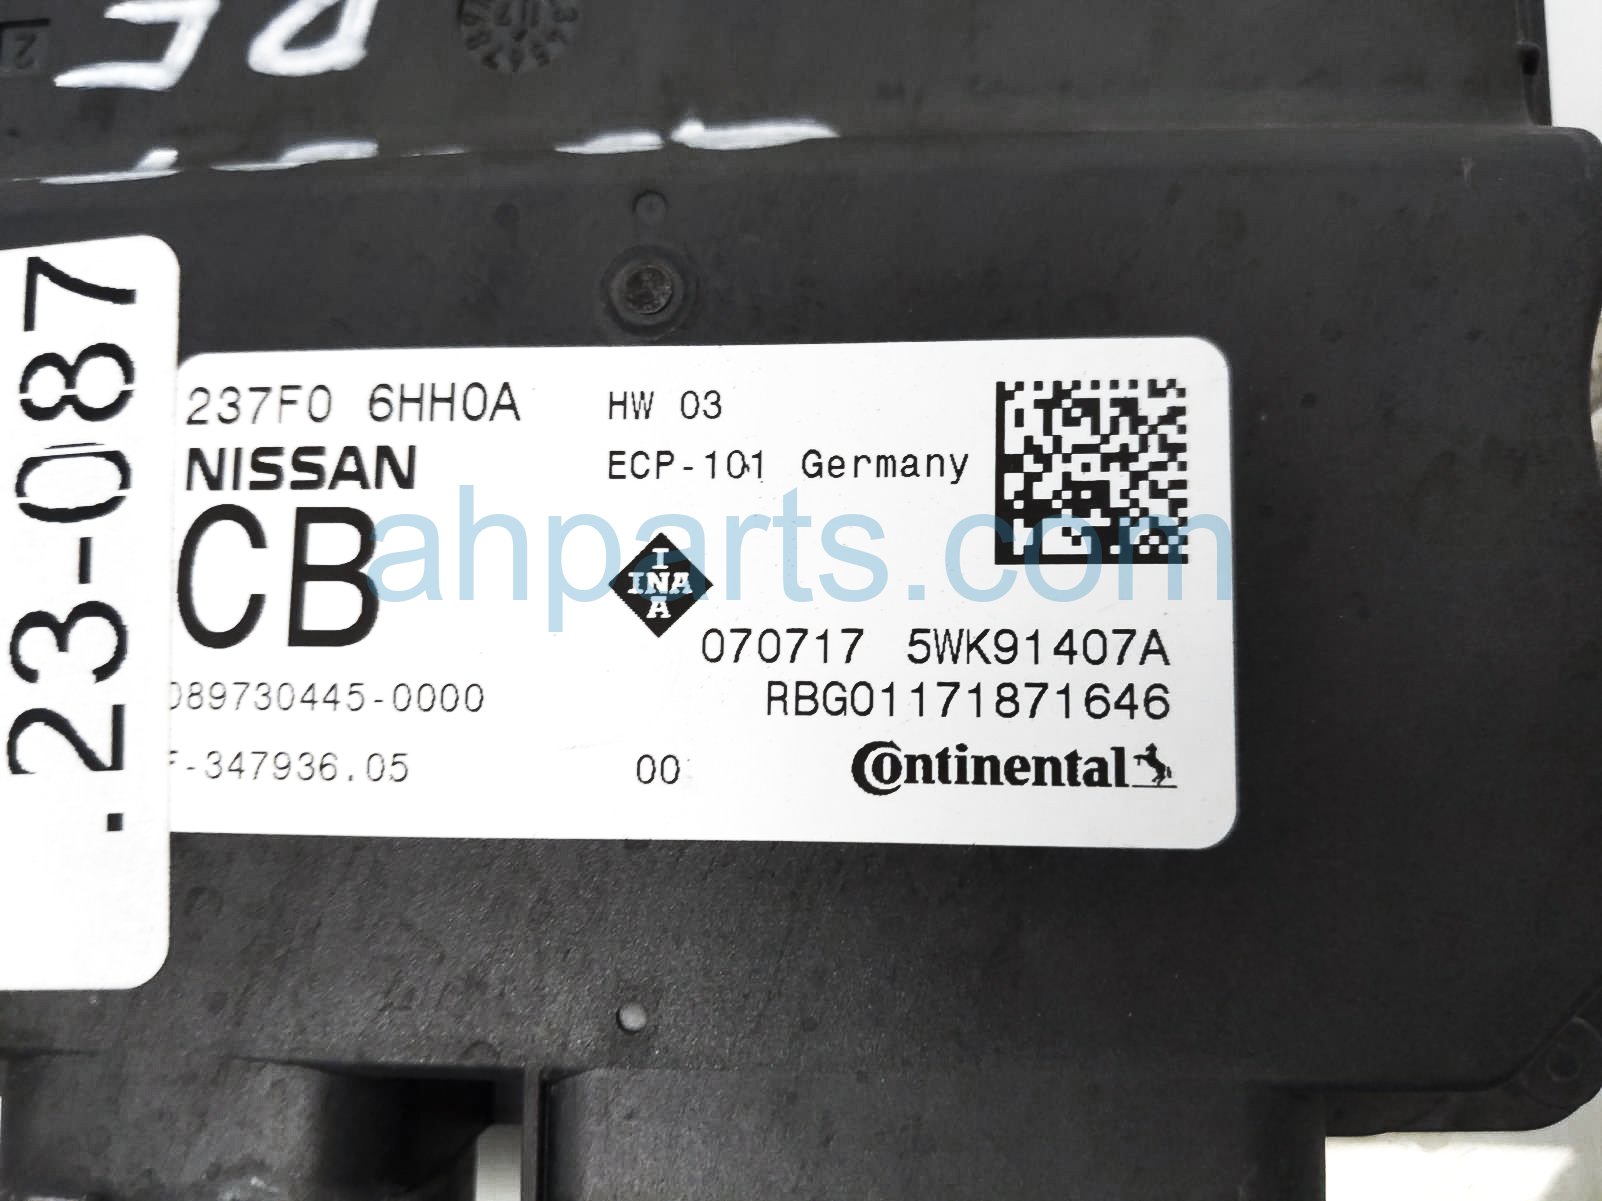 237F0 6HH0A
HW 03
NISSAN
ECP-101 Germany
CB
I
INA
A
070717 5WK91407A
089730445-0000
RBG01171871646
F-347936.05
00
Continental
.23-087
ahparts.com
2